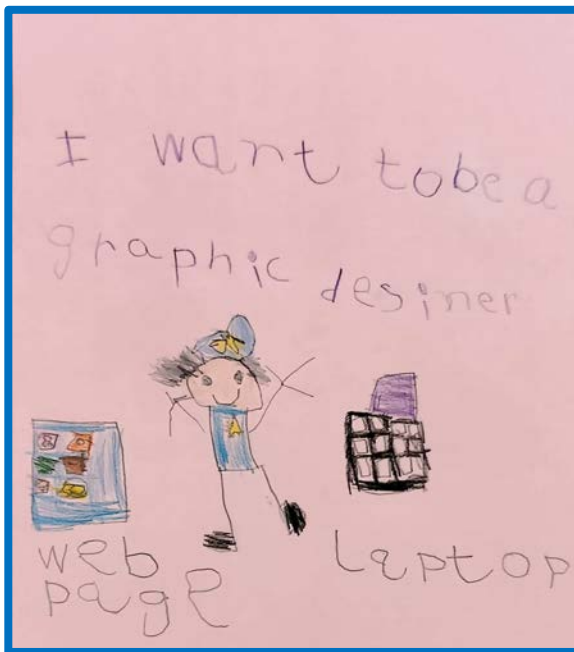 I want tobe a
graphic desiner
web
page
Laptop